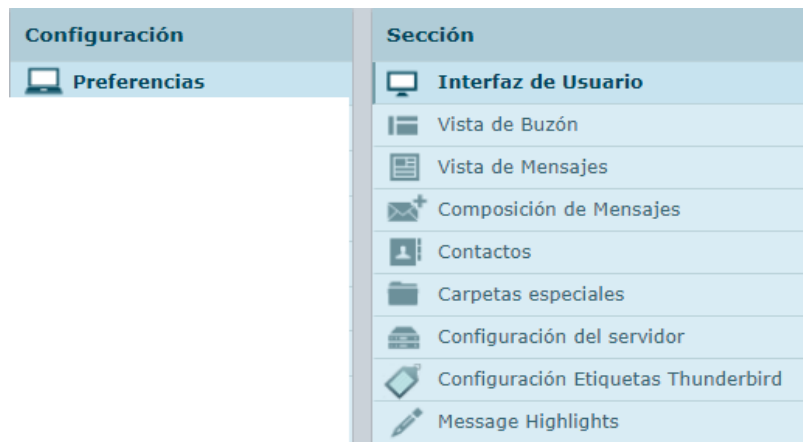 Configuración
Preferencias
Sección
Interfaz de Usuario
Vista de Buzón
Vista de Mensajes
Composición de Mensajes
Contactos
Carpetas especiales
Configuración del servidor
Configuración Etiquetas Thunderbird
Message Highlights